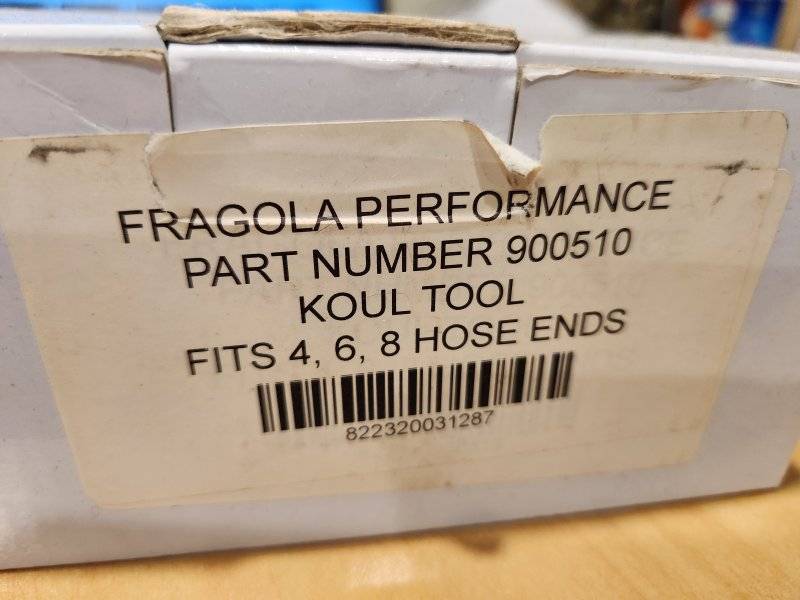 FRAGOLA PERFORMANCE
PART NUMBER 900510
KOUL TOOL
FITS 4, 6, 8 HOSE ENDS
822320031287